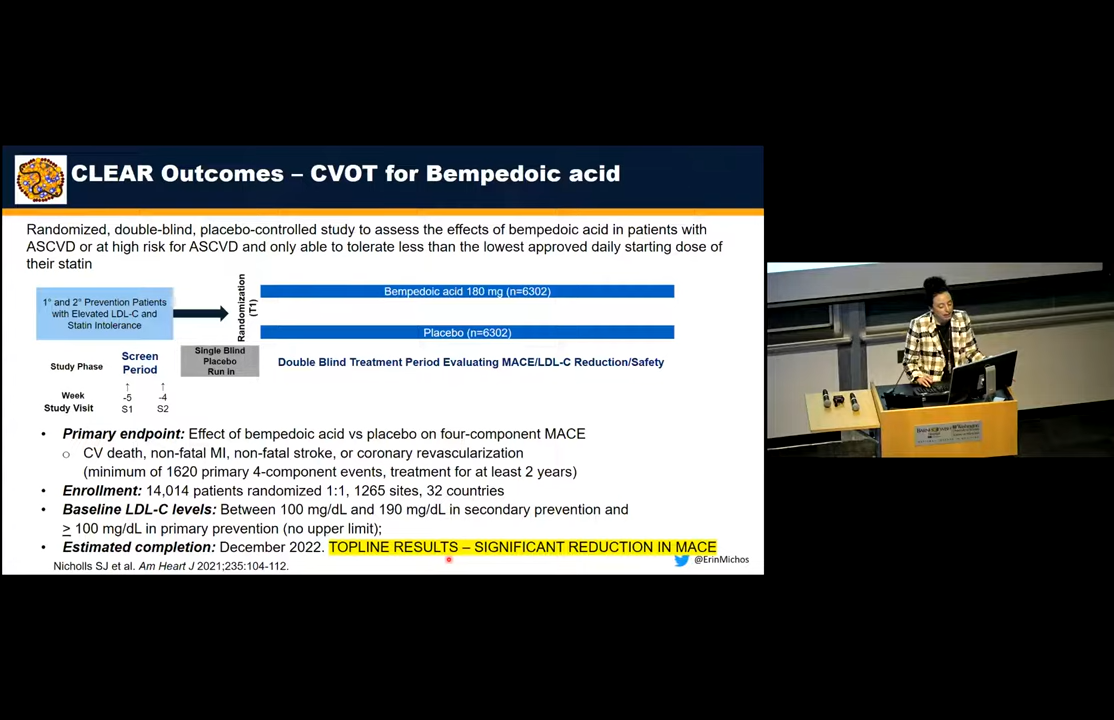 CLEAR Outcomes – CVOT for Bempedoic acid
Randomized, double-blind, placebo-controlled study to assess the effects of bempedoic acid in patients with
ASCVD or at high risk for ASCVD and only able to tolerate less than the lowest approved daily starting dose of
their statin
1° and 2° Prevention Patients
with Elevated LDL-C and
Statin Intolerance
Randomization
(T1)
Bempedoic acid 180 mg (n=6302)
Placebo (n=6302)
Study Phase
Screen
Period
Single Blind
Placebo
Run in
Double Blind Treatment Period Evaluating MACE/LDL-C Reduction/Safety
↑ ↑
Week -5 -4
Study Visit S1 S2
• Primary endpoint: Effect of bempedoic acid vs placebo on four-component MACE
o CV death, non-fatal MI, non-fatal stroke, or coronary revascularization
(minimum of 1620 primary 4-component events, treatment for at least 2 years)
• Enrollment: 14,014 patients randomized 1:1, 1265 sites, 32 countries
• Baseline LDL-C levels: Between 100 mg/dL and 190 mg/dL in secondary prevention and
≥ 100 mg/dL in primary prevention (no upper limit);
• Estimated completion: December 2022. TOPLINE RESULTS – SIGNIFICANT REDUCTION IN MACE
Nicholls SJ et al. Am Heart J 2021;235:104-112.
@ErinMichos